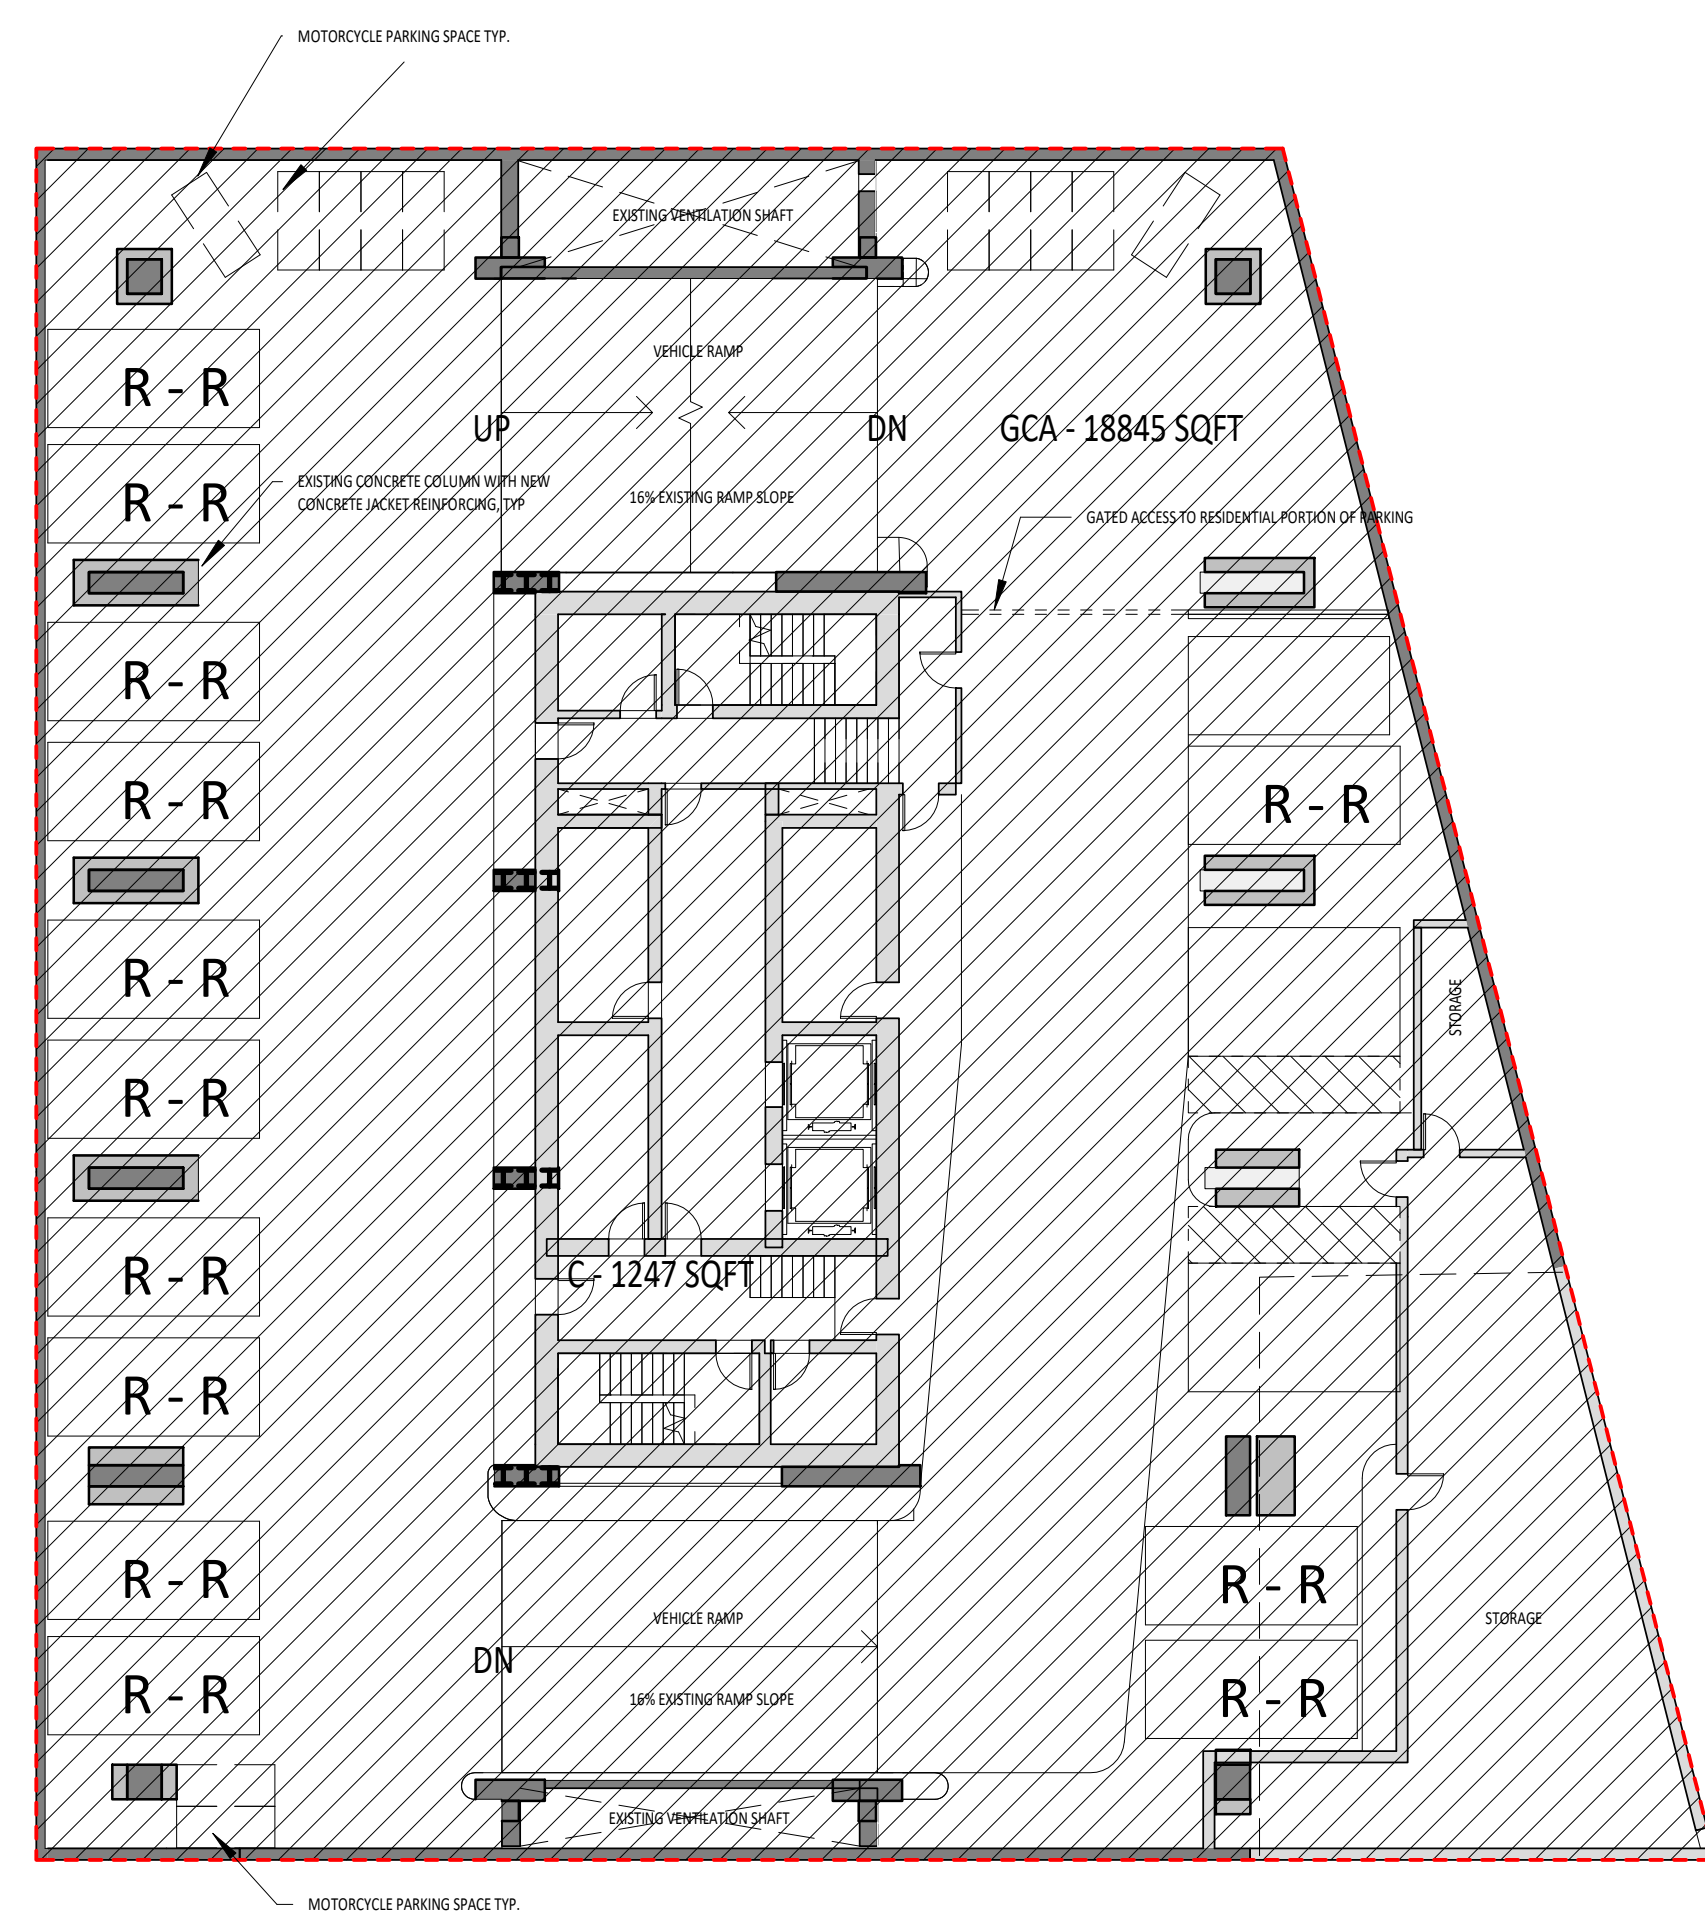 MOTORCYCLE PARKING SPACE TYP.
EXISTING VENTILATION SHAFT
VEHICLE RAMP
R - R
UP
DN
GCA - 18845 SQFT
EXISTING CONCRETE COLUMN WITH NEW
CONCRETE JACKET REINFORCING, TYP
R - R
16% EXISTING RAMP SLOPE
GATED ACCESS TO RESIDENTIAL PORTION OF PARKING
R - R
R - R
R - R
R - R
STORAGE
R - R
R - R
C - 1247 SQFT
R - R
R - R
R - R
VEHICLE RAMP
STORAGE
DN
R - R
R - R
16% EXISTING RAMP SLOPE
EXISTING VENTILATION SHAFT
MOTORCYCLE PARKING SPACE TYP.